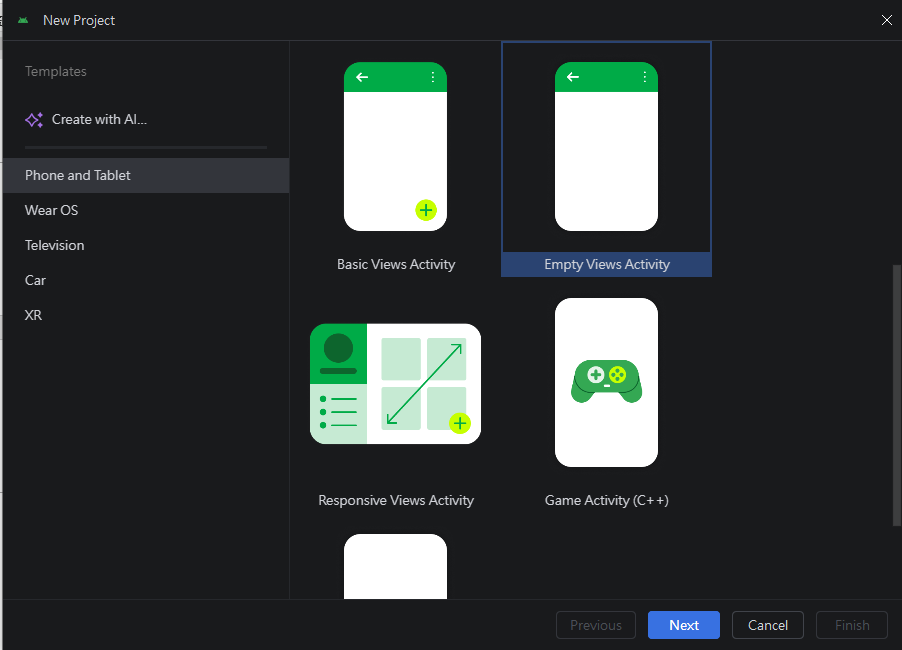 New Project
Templates
Create with AI...
Phone and Tablet
Wear OS
Television
Car
XR
Basic Views Activity
Empty Views Activity
Responsive Views Activity
Game Activity (C++)
Previous
Next
Cancel
Finish